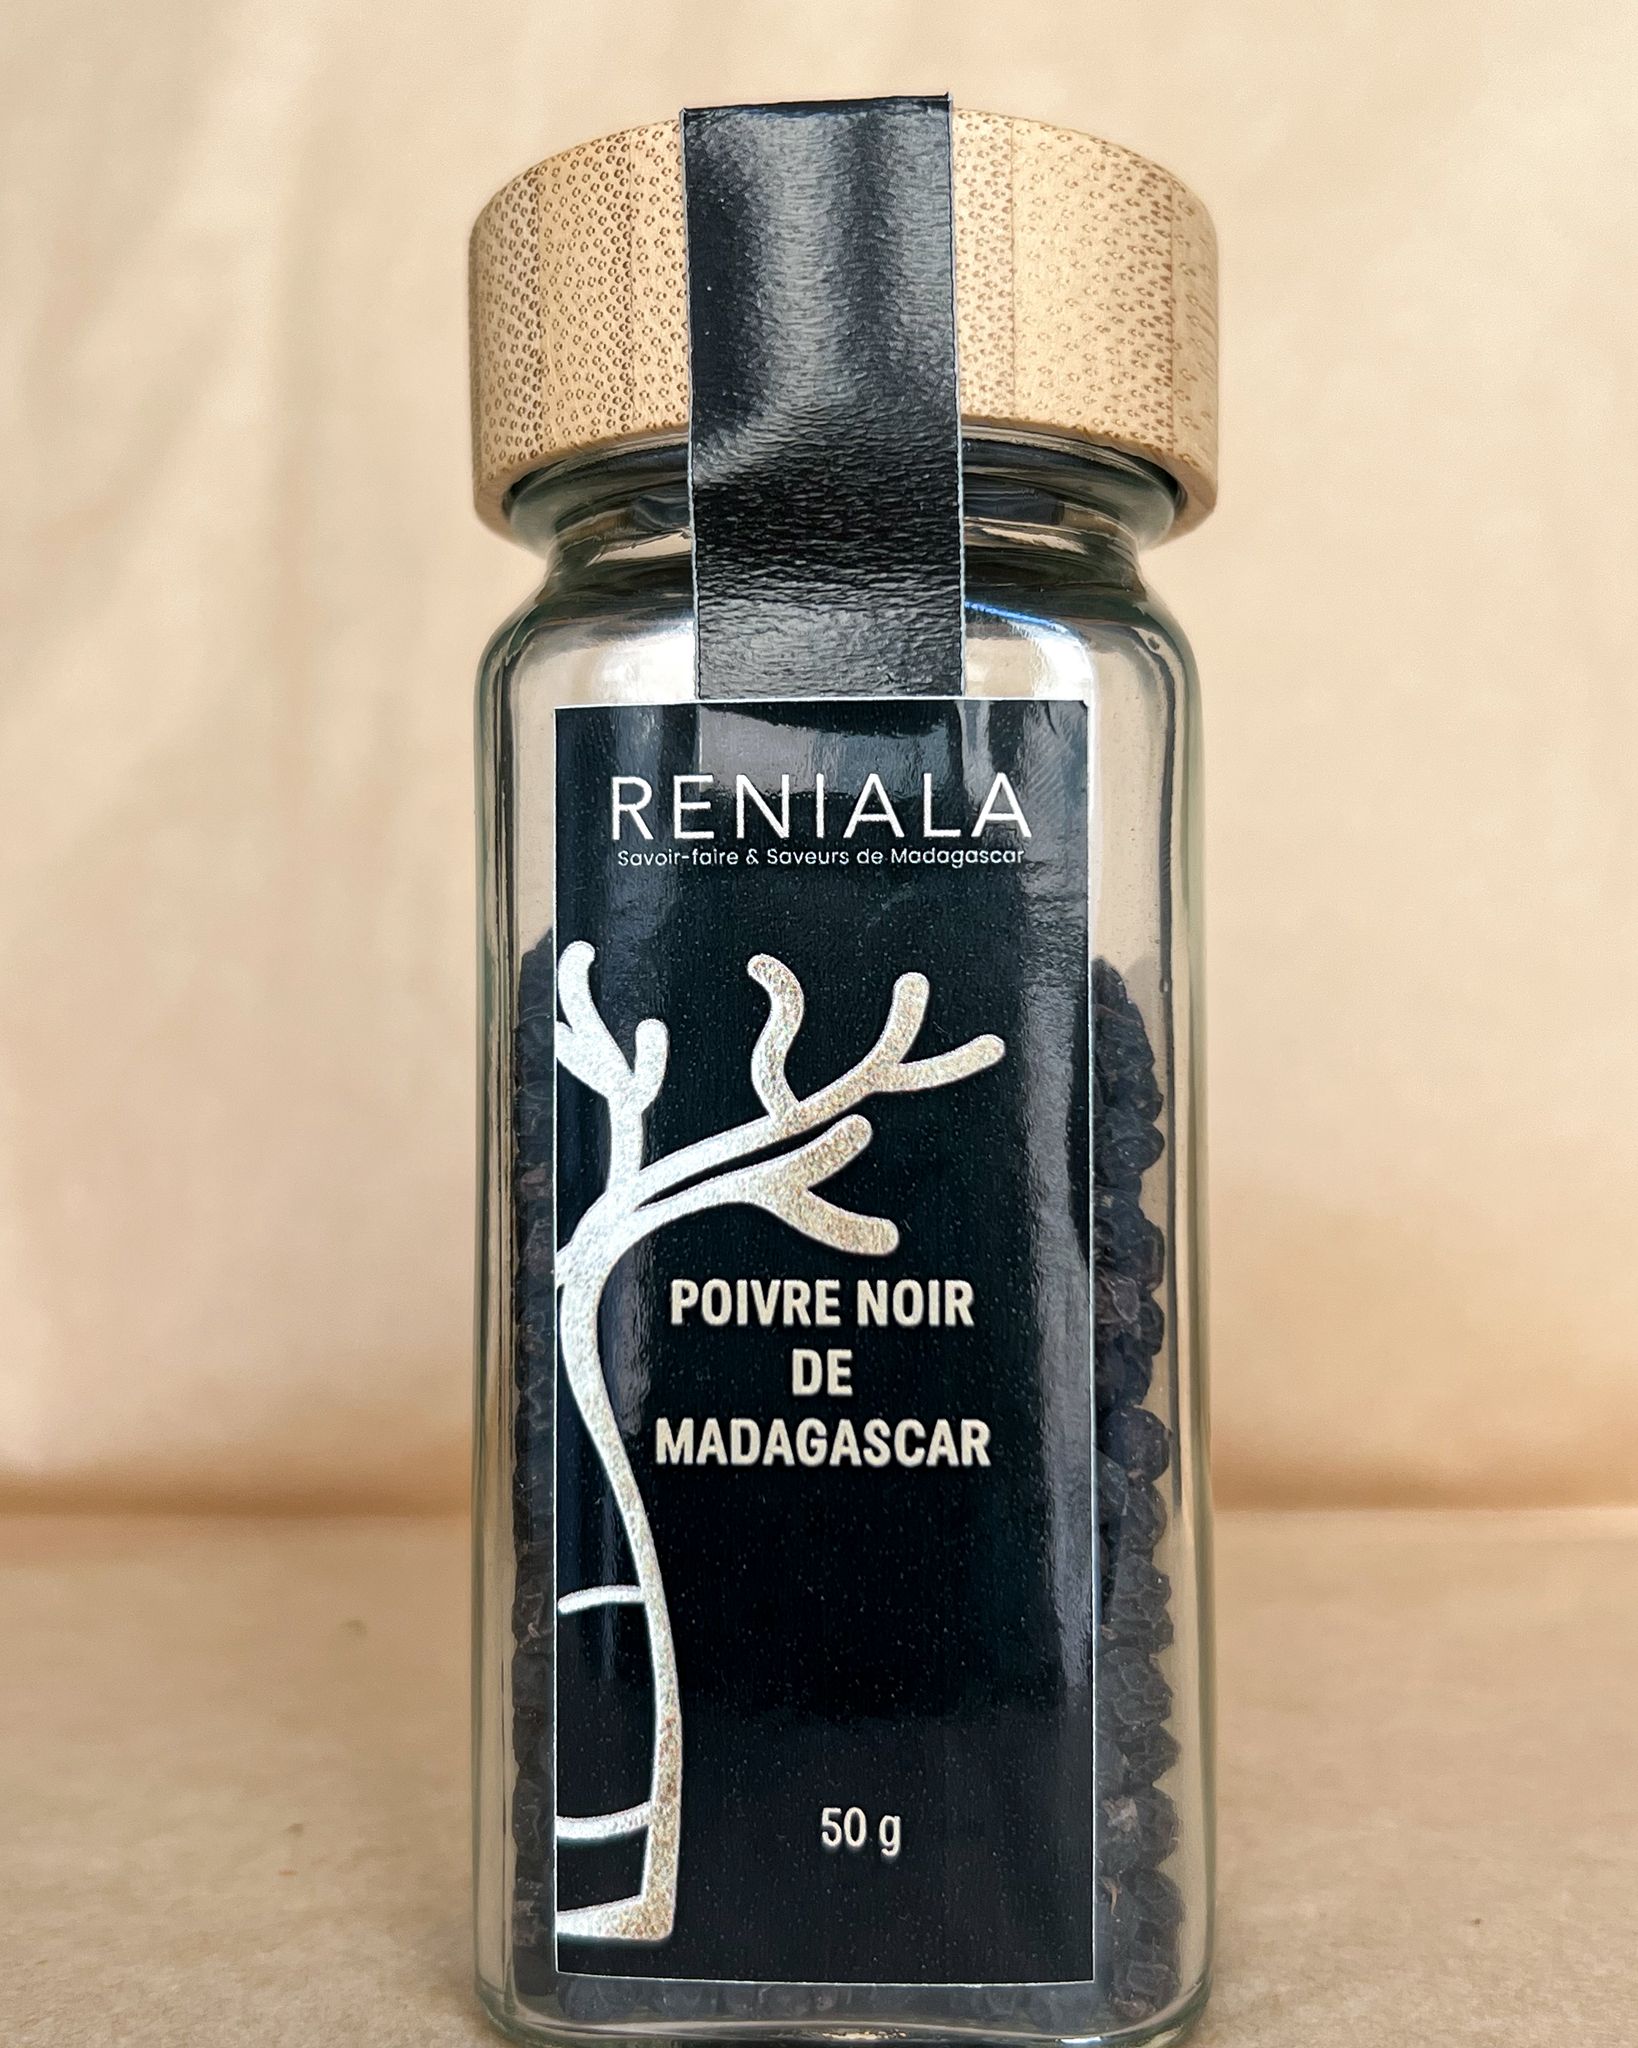 RENIALA
Savoir-faire & Saveurs de Madagascar
POIVRE NOIR
DE
MADAGASCAR
50 g